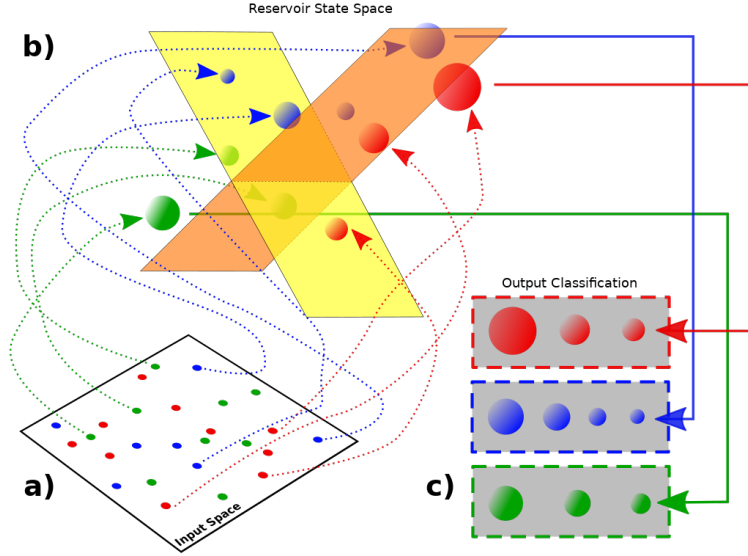 Reservoir State Space
b)
Output Classification
a)
Input Space
c)